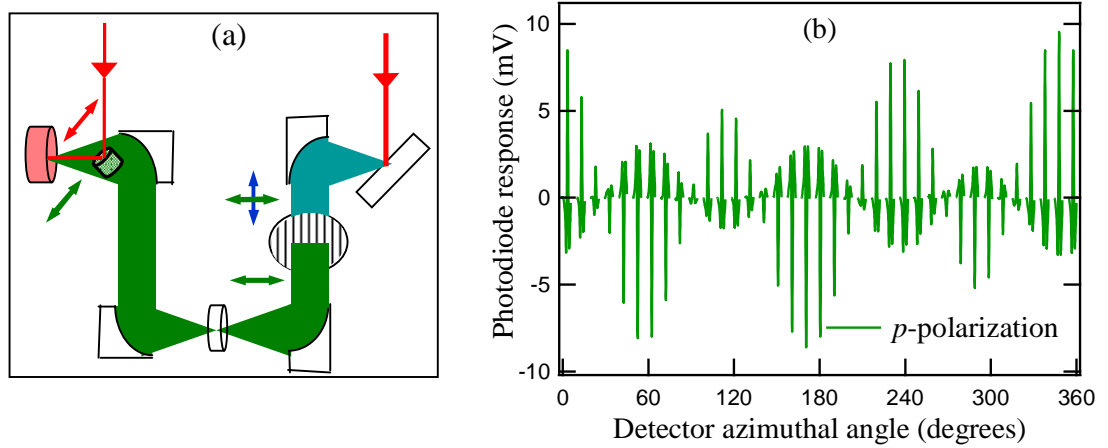 (a)
(b)
Photodiode response (mV)
10
5
0
-5
-10
p-polarization
0
60
120
180
240
300
360
Detector azimuthal angle (degrees)